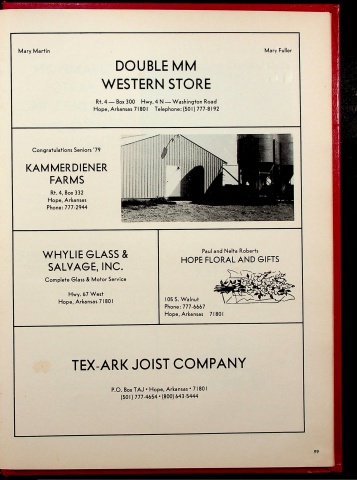 Mary Martin
Mary Fuller
DOUBLE MM
WESTERN STORE
Rt. 4 — Box 300 Hwy. 4 N — Washington Road
Hope, Arkansas 71801 Telephone: (501) 777-8192
Congratulations Seniors '79
KAMMERDIENER
FARMS
Rt. 4, Box 332
Hope, Arkansas
Phone: 777-2944
WHYLIE GLASS &
SALVAGE, INC.
Complete Glass & Motor Service
Hwy. 67 West
Hope, Arkansas 71801
Paul and Nelta Roberts
HOPE FLORAL AND GIFTS
105 S. Walnut
Phone: 777-6667
Hope, Arkansas 71801
TEX-ARK JOIST COMPANY
P.O. Box TAJ • Hope, Arkansas • 71801
(501) 777-4654 • (800) 643-5444
99